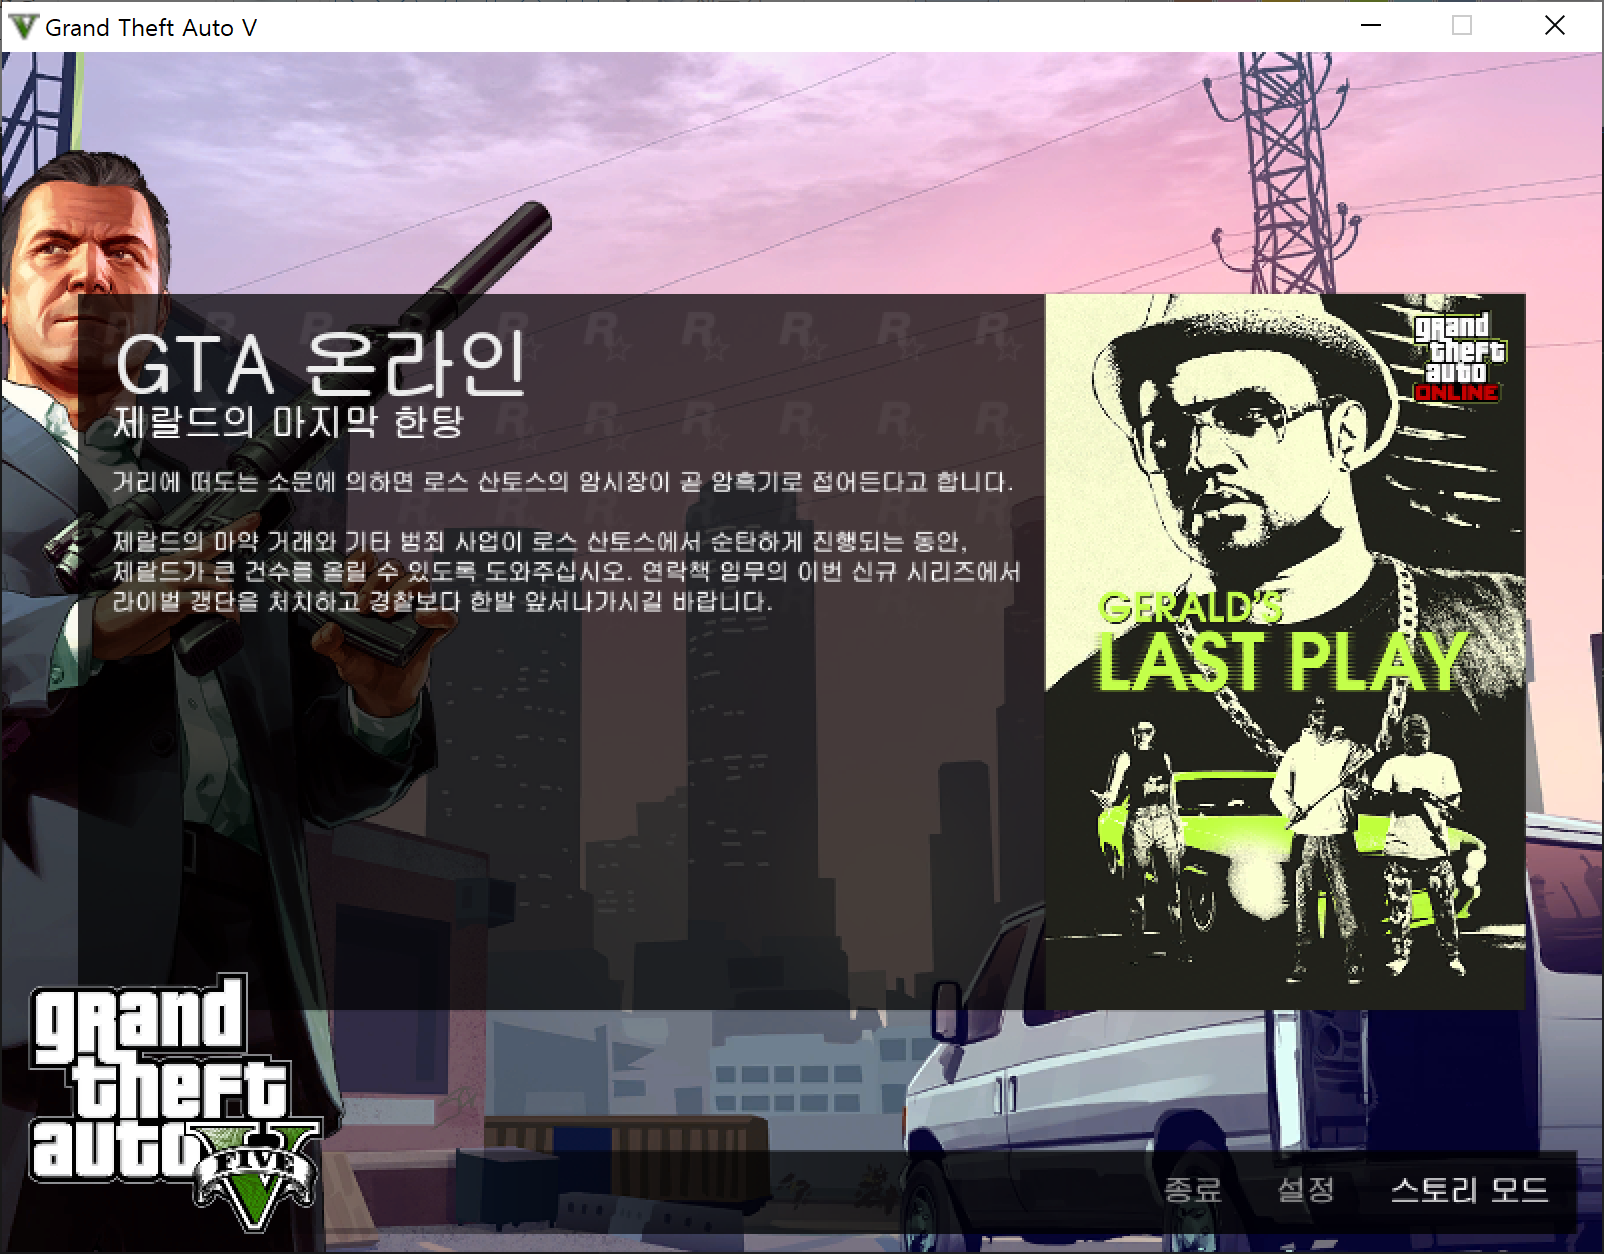 Grand Theft Auto V
GTA 온라인
제랄드의 마지막 한탕
거리에 떠도는 소문에 의하면 로스 산토스의 암시장이 곧 암흑기로 접어든다고 합니다.
제랄드의 마약 거래와 기타 범죄 사업이 로스 산토스에서 순탄하게 진행되는 동안,
제랄드가 큰 건수를 올릴 수 있도록 도와주십시오. 연락책 임무의 이번 신규 시리즈에서
라이벌 갱단을 처치하고 경찰보다 한발 앞서나가시길 바랍니다.
grand
theft
auto
ONLINE
GERALD'S
LAST PLAY
grand
theft
auto
V
FIVE
종료 설정 스토리 모드